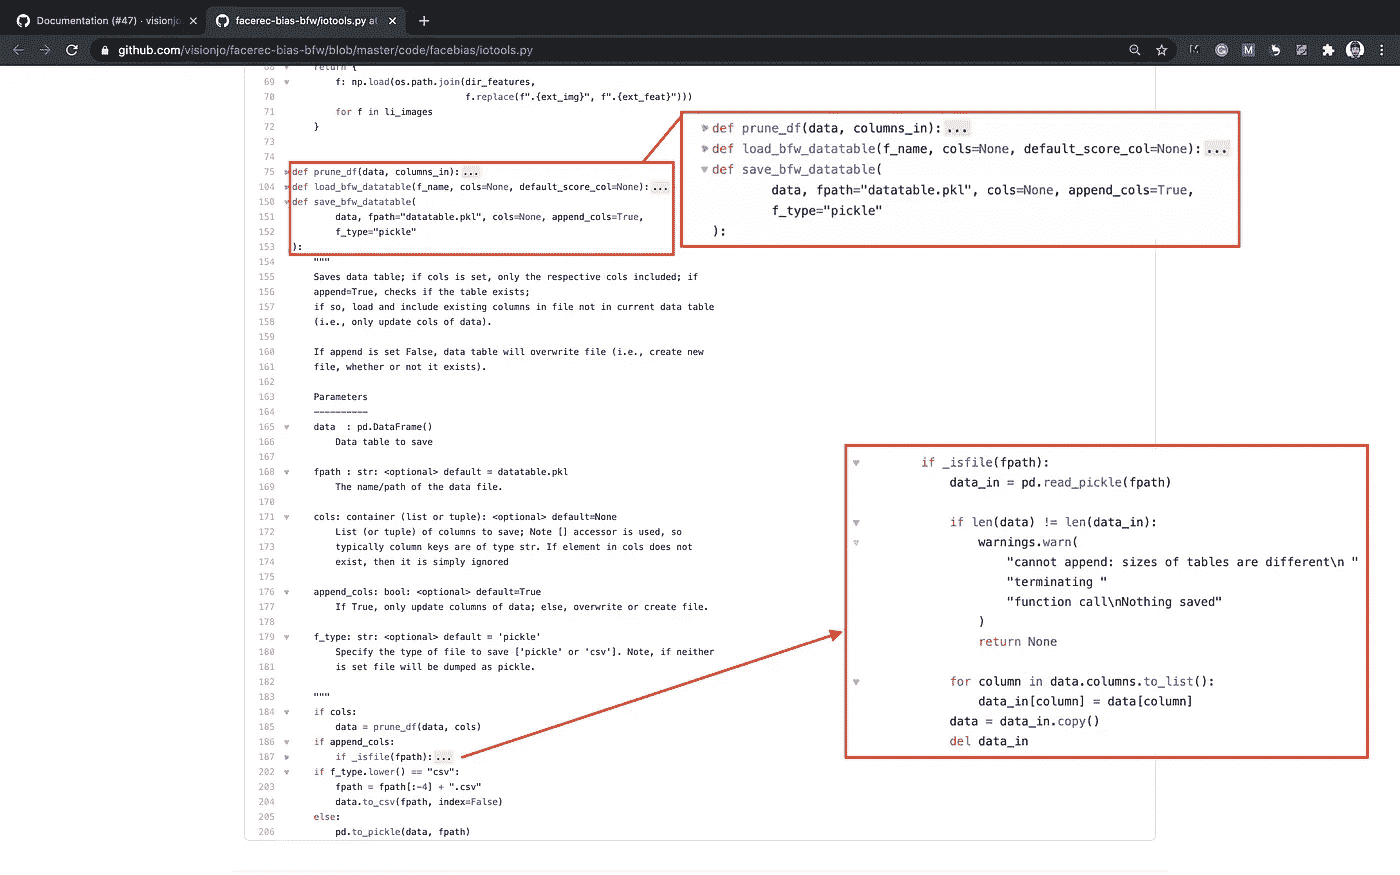 Documentation (#47) · visionjo
facerec-bias-bfw/iotools.py at
github.com/visionjo/facerec-bias-bfw/blob/master/code/facebias/iotools.py
68 return {
69 f: np.load(os.path.join(dir_features,
70 f.replace(f".{ext_img}", f".{ext_feat}")))
71 for f in li_images
72 }
73
74
75 def prune_df(data, columns_in): ...
104 def load_bfw_datatable(f_name, cols=None, default_score_col=None): ...
150 def save_bfw_datatable(
151 data, fpath="datatable.pkl", cols=None, append_cols=True,
152 f_type="pickle"
153 ):
154 """
155 Saves data table; if cols is set, only the respective cols included; if
156 append=True, checks if the table exists;
157 if so, load and include existing columns in file not in current data table
158 (i.e., only update cols of data).
159
160 If append is set False, data table will overwrite file (i.e., create new
161 file, whether or not it exists).
162
163 Parameters
164 ----------
165 data  : pd.DataFrame()
166 Data table to save
167
168 fpath : str: <optional> default = datatable.pkl
169 The name/path of the data file.
170
171 cols: container (list or tuple): <optional> default=None
172 List (or tuple) of columns to save; Note [] accessor is used, so
173 typically column keys are of type str. If element in cols does not
174 exist, then it is simply ignored
175
176 append_cols: bool: <optional> default=True
177 If True, only update columns of data; else, overwrite or create file.
178
179 f_type: str: <optional> default = 'pickle'
180 Specify the type of file to save ['pickle' or 'csv']. Note, if neither
181 is set file will be dumped as pickle.
182
183 """
184 if cols:
185 data = prune_df(data, cols)
186 if append_cols:
187 if _isfile(fpath): ...
202 if f_type.lower() == "csv":
203 fpath = fpath[:-4] + ".csv"
204 data.to_csv(fpath, index=False)
205 else:
206 pd.to_pickle(data, fpath)
def prune_df(data, columns_in): ...
def load_bfw_datatable(f_name, cols=None, default_score_col=None): ...
def save_bfw_datatable(
data, fpath="datatable.pkl", cols=None, append_cols=True,
f_type="pickle"
):
if _isfile(fpath):
data_in = pd.read_pickle(fpath)
if len(data) != len(data_in):
warnings.warn(
"cannot append: sizes of tables are different\n "
"terminating "
"function call\nNothing saved"
)
return None
for column in data.columns.to_list():
data_in[column] = data[column]
data = data_in.copy()
del data_in